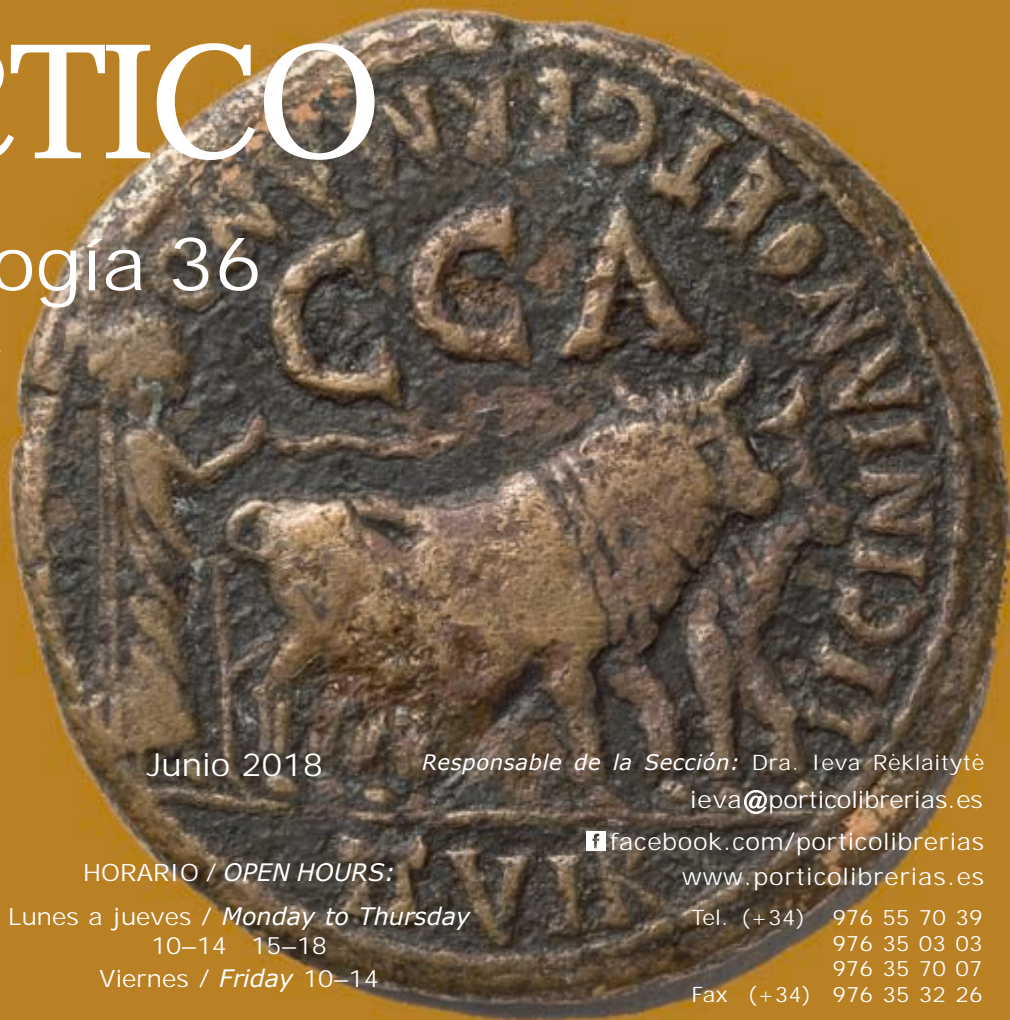 RTICO
ogía 36
CCA
Junio 2018
Responsable de la Sección: Dra. Ieva Rėklaitytė
ieva@porticolibrerias.es
facebook.com/porticolibrerias
www.porticolibrerias.es
HORARIO / OPEN HOURS:
Lunes a jueves / Monday to Thursday
10–14 15–18
Viernes / Friday 10–14
Tel. (+34) 976 55 70 39
976 35 03 03
976 35 70 07
Fax (+34) 976 35 32 26